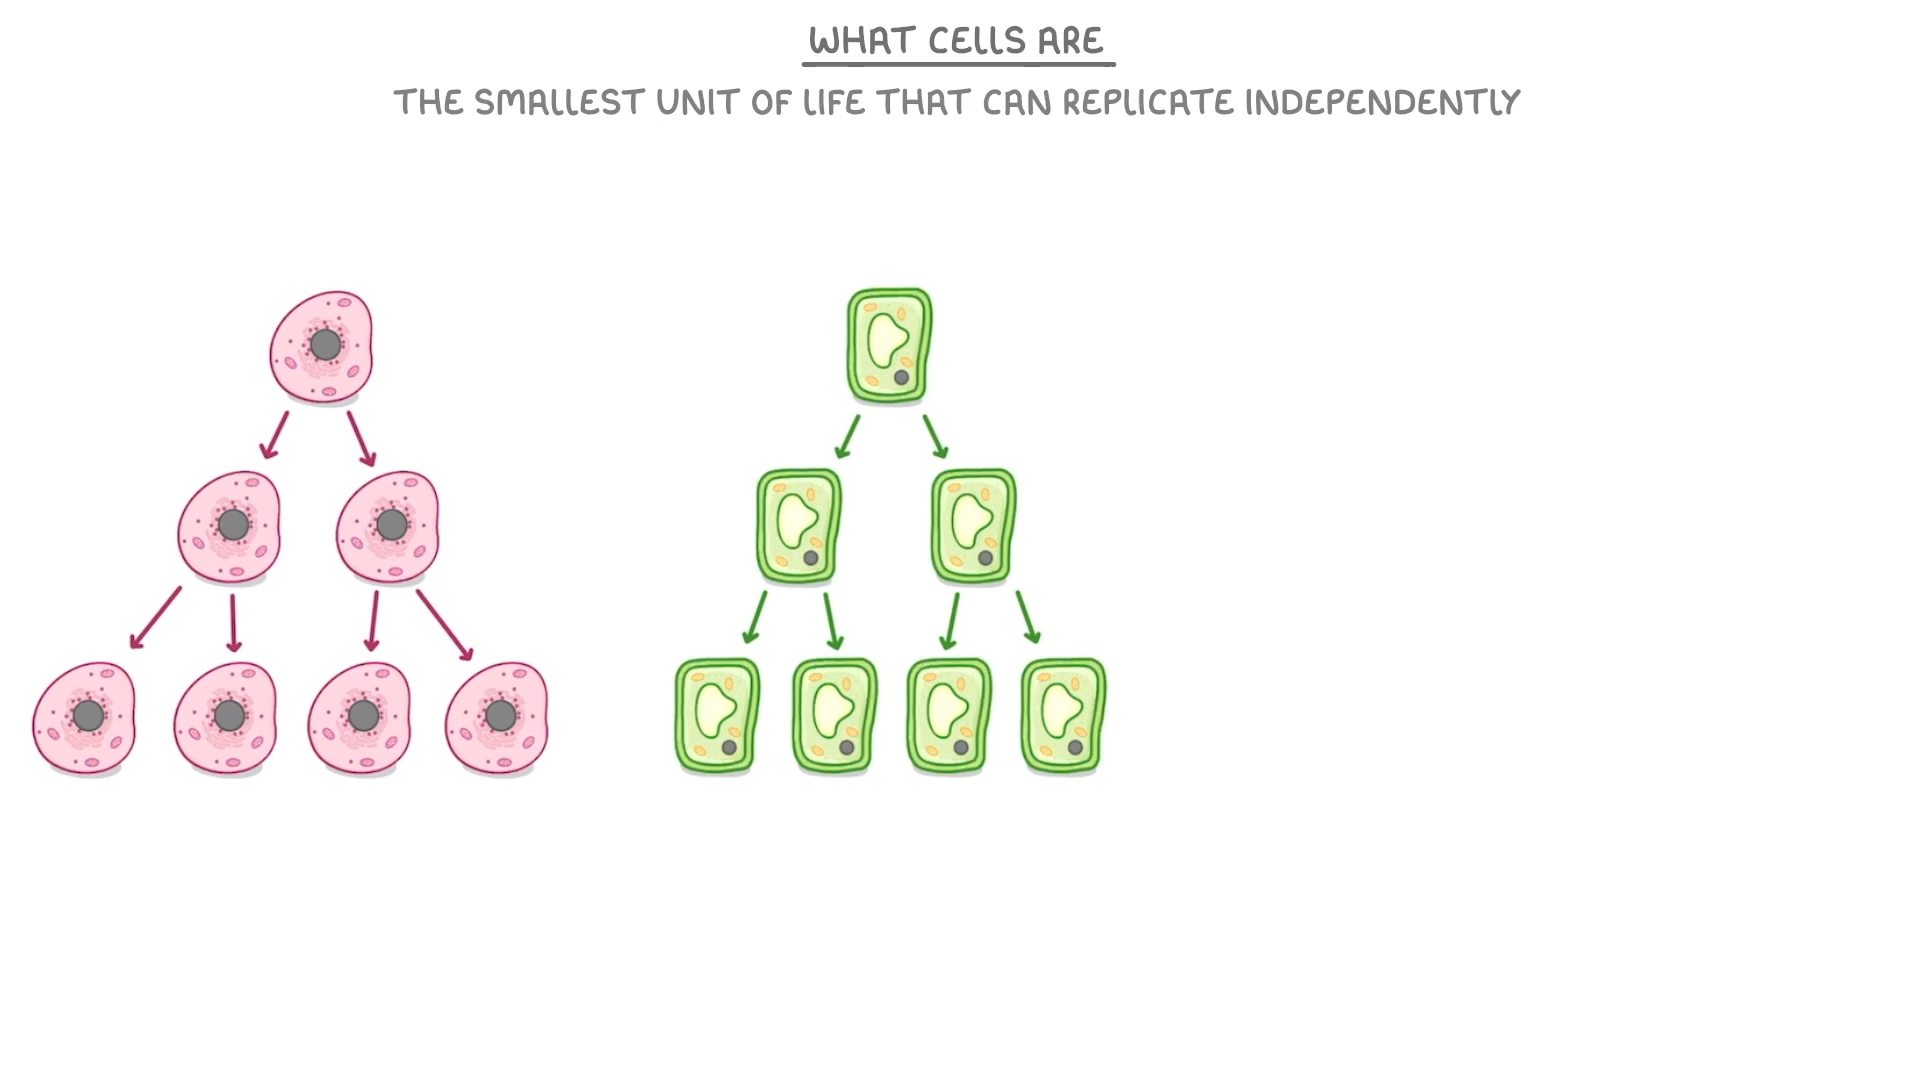 WHAT CELLS ARE
THE SMALLEST UNIT OF LIFE THAT CAN REPLICATE INDEPENDENTLY